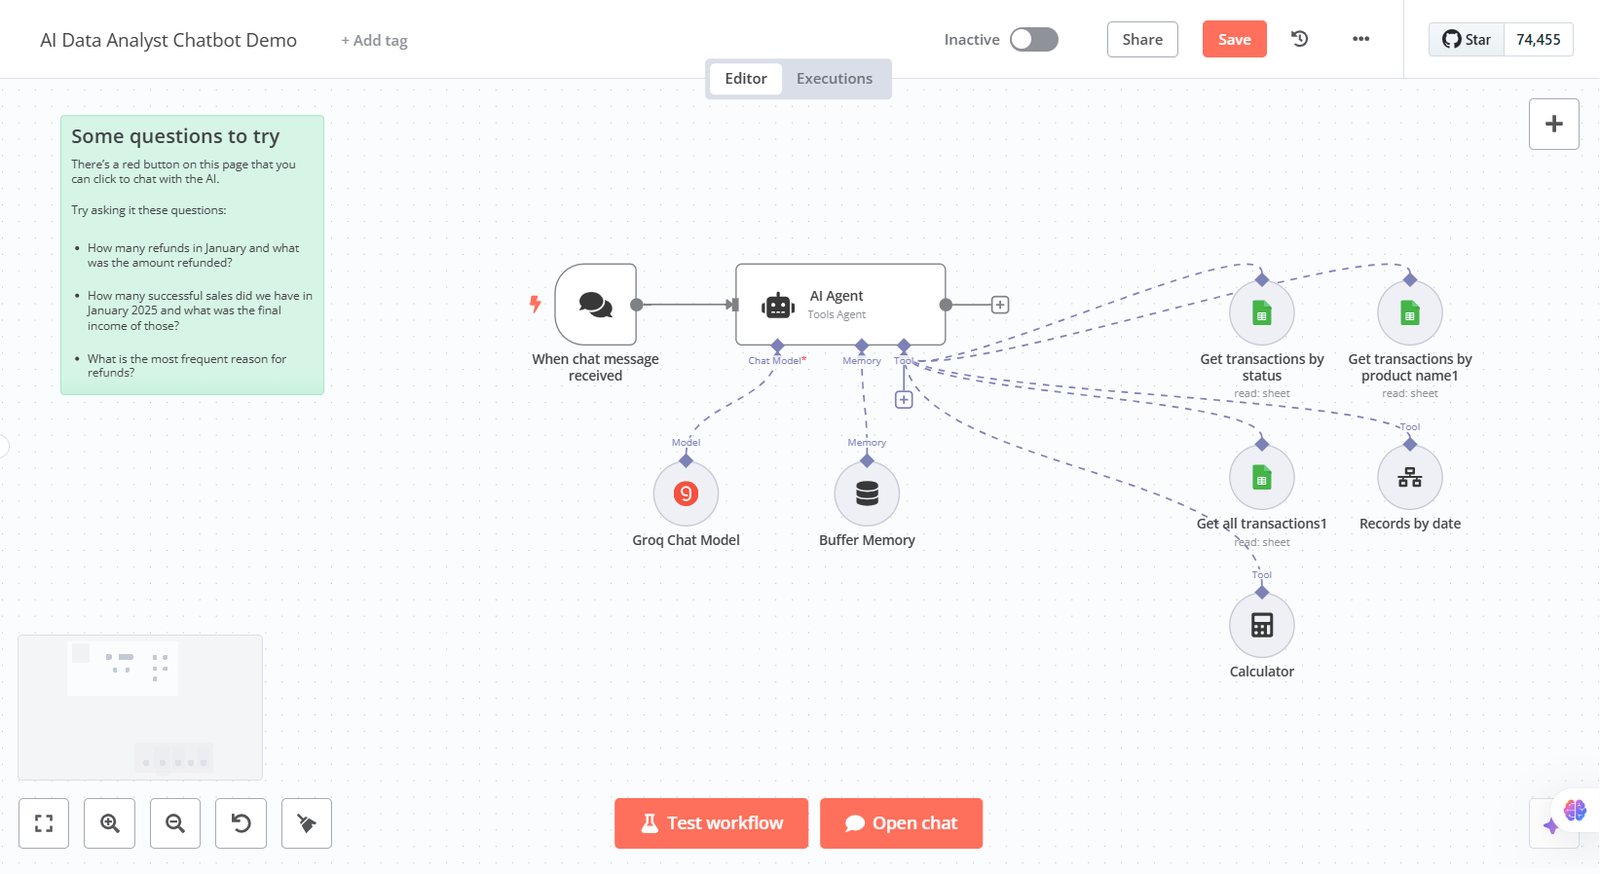 AI Data Analyst Chatbot Demo
+ Add tag
Inactive
Share
Save
Star
74,455
Editor
Executions
Some questions to try
There's a red button on this page that you
can click to chat with the AI.
Try asking it these questions:
• How many refunds in January and what
was the amount refunded?
• How many successful sales did we have in
January 2025 and what was the final
income of those?
• What is the most frequent reason for
refunds?
When chat message
received
AI Agent
Tools Agent
Chat Model*
Memory
Tool
Get transactions by
status
read: sheet
Get transactions by
product name1
read: sheet
Model
Groq Chat Model
Memory
Buffer Memory
Get all transactions1
read: sheet
Tool
Records by date
Tool
Calculator
Test workflow
Open chat